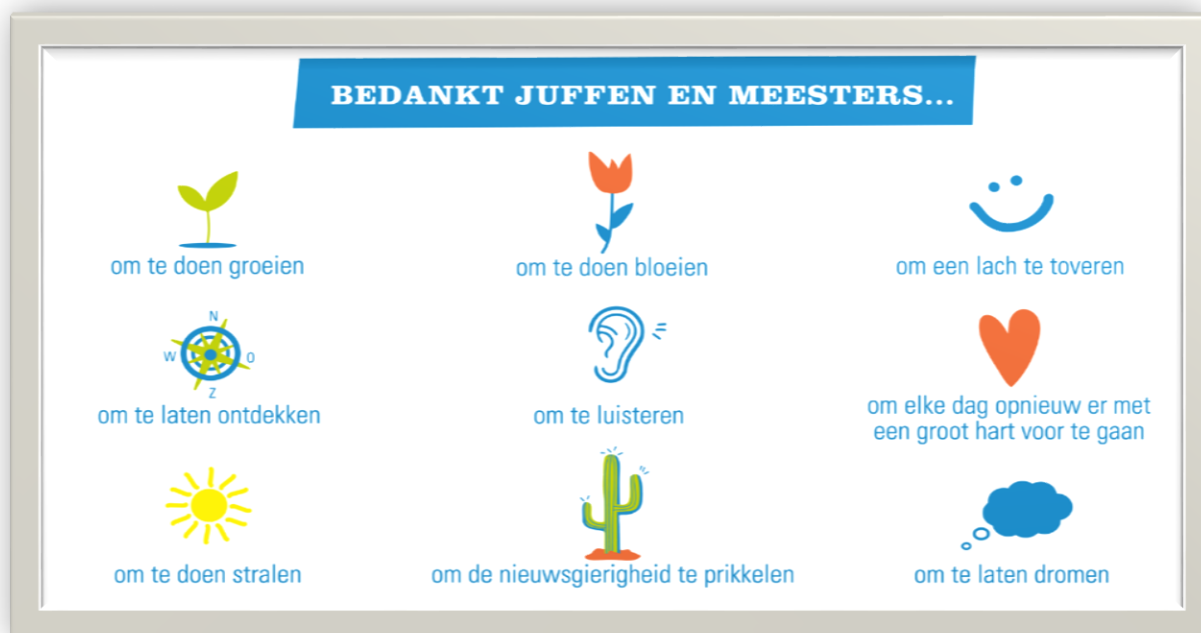 BEDANKT JUFFEN EN MEESTERS...
om te doen groeien
om te doen bloeien
om een lach te toveren
N
W
O
Z
om te laten ontdekken
om te luisteren
om elke dag opnieuw er met
een groot hart voor te gaan
om te doen stralen
om de nieuwsgierigheid te prikkelen
om te laten dromen